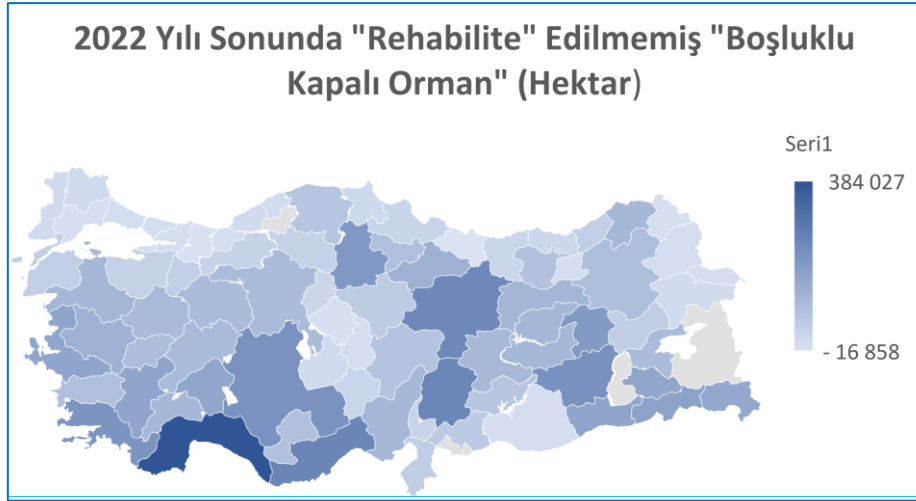 2022 Yılı Sonunda "Rehabilite" Edilmemiş "Boşluklu
Kapalı Orman" (Hektar)
Seri1
384 027
- 16 858